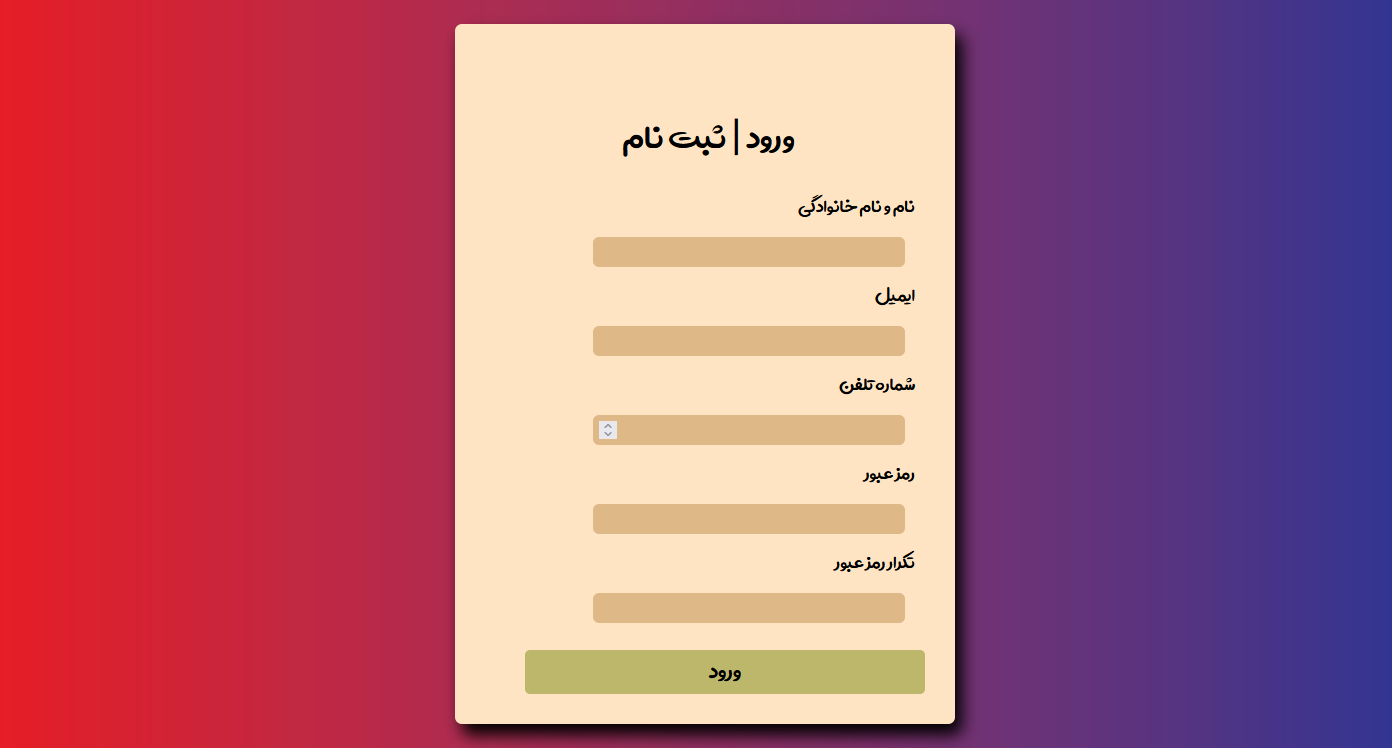 ورود | ثبت نام
نام و نام خانوادگی
ایمیل
شماره تلفن
رمز عبور
تکرار رمز عبور
ورود